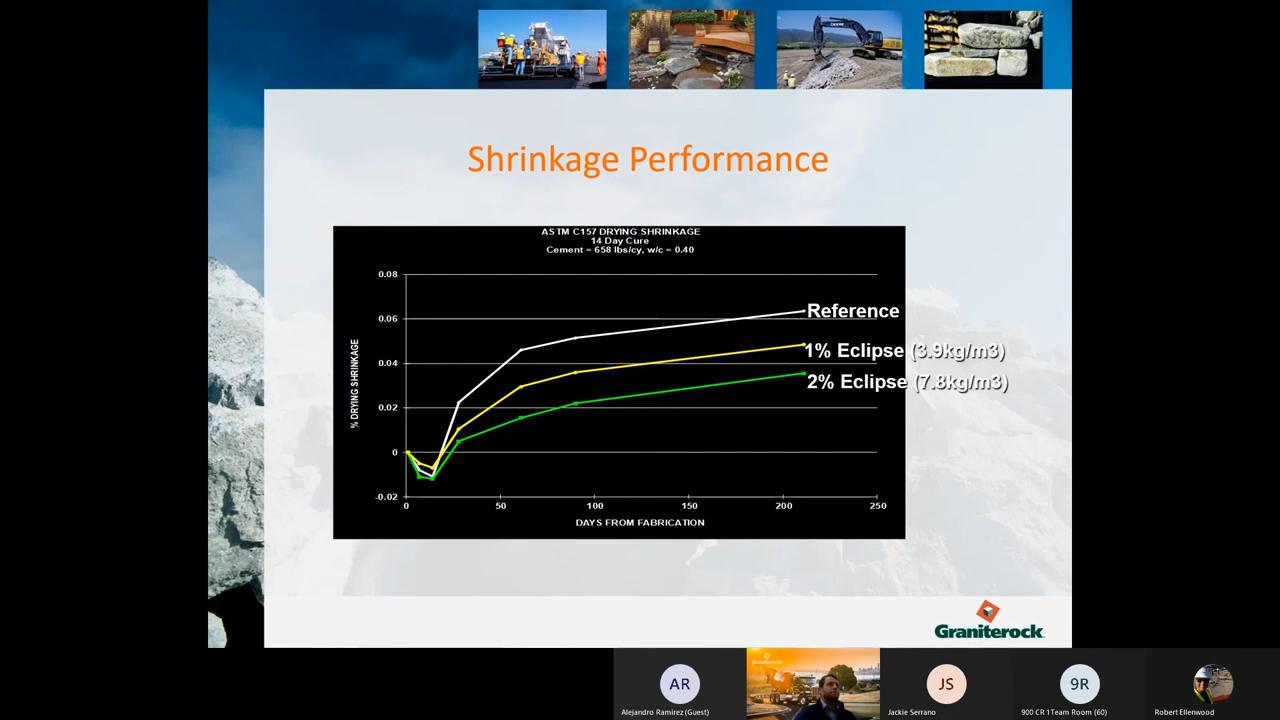 Shrinkage Performance
ASTM C157 DRYING SHRINKAGE
14 Day Cure
Cement = 658 lbs/cy, w/c = 0.40
0.08
0.06
0.04
0.02
0
-0.02
% DRYING SHRINKAGE
Reference
1% Eclipse (3.9kg/m3)
2% Eclipse (7.8kg/m3)
0 50 100 150 200 250
DAYS FROM FABRICATION
Graniterock
AR
Alejandro Ramirez (Guest)
Graniterock
JS
Jackie Serrano
9R
900 CR 1Team Room (60)
Robert Ellenwood